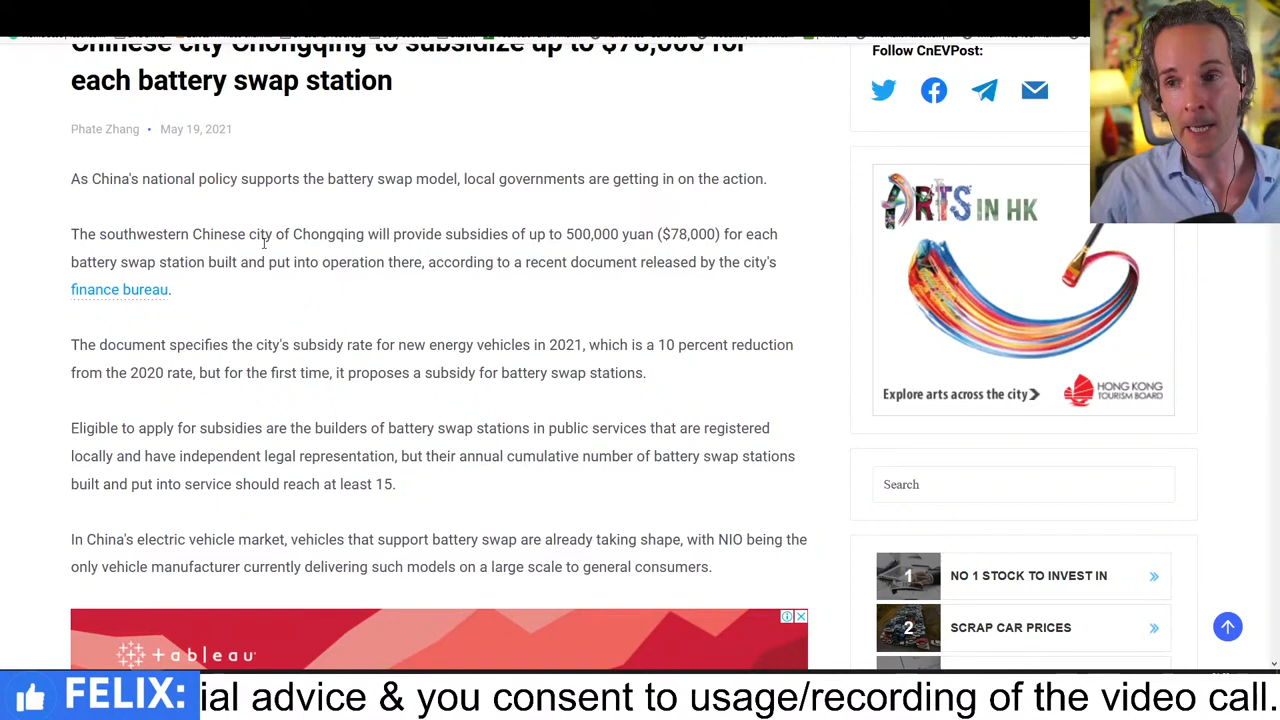 Chinese city Chongqing to subsidize up to $78,000 for
each battery swap station
Phate Zhang • May 19, 2021
As China's national policy supports the battery swap model, local governments are getting in on the action.
The southwestern Chinese city of Chongqing will provide subsidies of up to 500,000 yuan ($78,000) for each
battery swap station built and put into operation there, according to a recent document released by the city's
finance bureau.
The document specifies the city's subsidy rate for new energy vehicles in 2021, which is a 10 percent reduction
from the 2020 rate, but for the first time, it proposes a subsidy for battery swap stations.
Eligible to apply for subsidies are the builders of battery swap stations in public services that are registered
locally and have independent legal representation, but their annual cumulative number of battery swap stations
built and put into service should reach at least 15.
In China's electric vehicle market, vehicles that support battery swap are already taking shape, with NIO being the
only vehicle manufacturer currently delivering such models on a large scale to general consumers.
tableau
Follow CnEVPost:
ARTS IN HK
Explore arts across the city
HONG KONG
TOURISM BOARD
Search
1 NO 1 STOCK TO INVEST IN
2 SCRAP CAR PRICES
FELIX: ial advice & you consent to usage/recording of the video call.